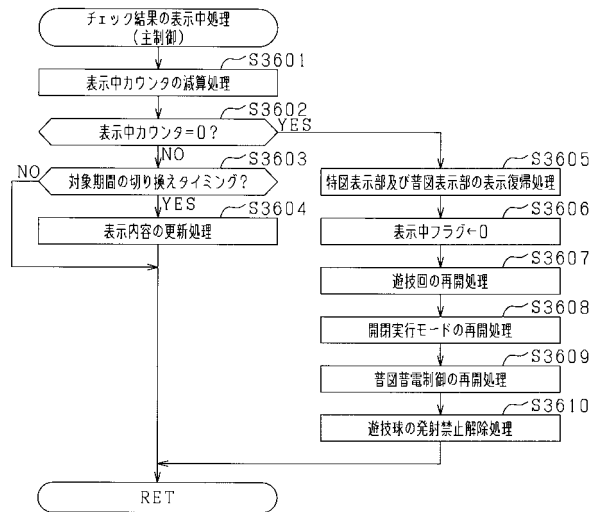 チェック結果の表示中処理
(主制御)
S3601
表示中カウンタの減算処理
S3602
表示中カウンタ=0?
YES
NO
S3603
対象期間の切り換えタイミング?
NO
YES
S3604
表示内容の更新処理
S3605
特図表示部及び普図表示部の表示復帰処理
S3606
表示中フラグ←0
S3607
遊技回の再開処理
S3608
開閉実行モードの再開処理
S3609
普図普電制御の再開処理
S3610
遊技球の発射禁止解除処理
RET